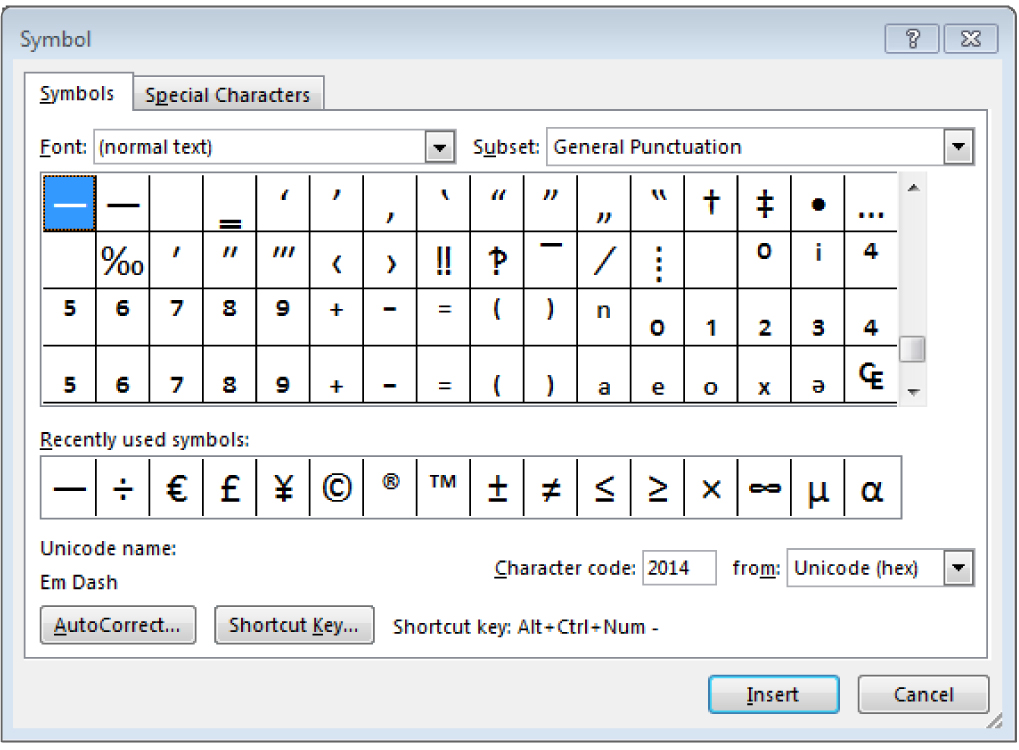 Symbol
Symbols Special Characters
Font: (normal text) Subset: General Punctuation
— ― ‗ ‘ ’ ‚ ‛ “ ” „ ‟ † ‡ • …
‰ ′ ″ ‴ ‹ › ‼ ‽ ‾ ⁄ ⁞ ⁰ ⁱ ⁴
⁵ ⁶ ⁷ ⁸ ⁹ ⁺ ⁻ ⁼ ⁽ ⁾ ⁿ ₀ ₁ ₂ ₃ ₄
₅ ₆ ₇ ₈ ₉ ₊ ₋ ₌ ₍ ₎ ₐ ₑ ₒ ₓ ₔ ₠
Recently used symbols:
— ÷ € £ ¥ © ® ™ ± ≠ ≤ ≥ × ∞ µ α
Unicode name:
Em Dash
Character code: 2014 from: Unicode (hex)
AutoCorrect... Shortcut Key... Shortcut key: Alt+Ctrl+Num -
Insert Cancel